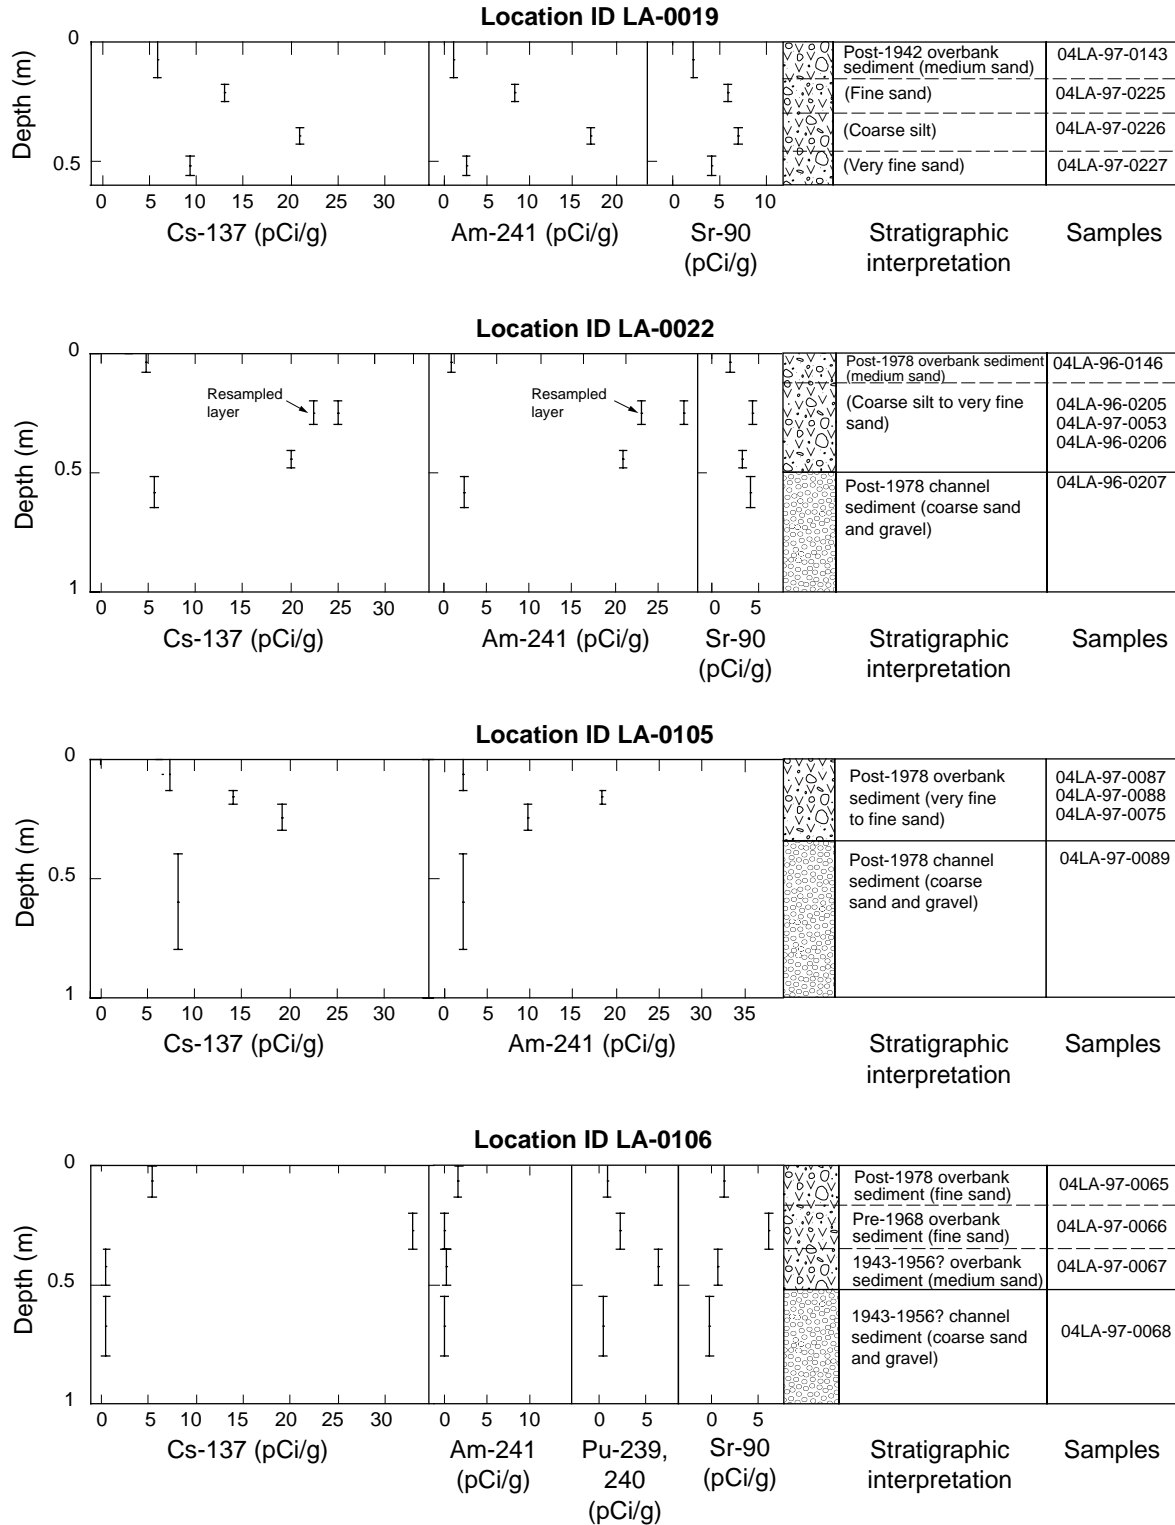 Location ID LA-0019
0
0.5
Depth (m)
0 5 10 15 20 25 30
Cs-137 (pCi/g)
0 5 10 15 20
Am-241 (pCi/g)
0 5 10
Sr-90
(pCi/g)
Post-1942 overbank
sediment (medium sand)
(Fine sand)
(Coarse silt)
(Very fine sand)
Stratigraphic
interpretation
04LA-97-0143
04LA-97-0225
04LA-97-0226
04LA-97-0227
Samples
Location ID LA-0022
0
0.5
1
Depth (m)
Resampled
layer
0 5 10 15 20 25 30
Cs-137 (pCi/g)
Resampled
layer
0 5 10 15 20 25
Am-241 (pCi/g)
0 5
Sr-90
(pCi/g)
Post-1978 overbank sediment
(medium sand)
(Coarse silt to very fine
sand)
Post-1978 channel
sediment (coarse sand
and gravel)
Stratigraphic
interpretation
04LA-96-0146
04LA-96-0205
04LA-97-0053
04LA-96-0206
04LA-96-0207
Samples
Location ID LA-0105
0
0.5
1
Depth (m)
0 5 10 15 20 25 30
Cs-137 (pCi/g)
0 5 10 15 20 25 30 35
Am-241 (pCi/g)
Post-1978 overbank
sediment (very fine
to fine sand)
Post-1978 channel
sediment (coarse
sand and gravel)
Stratigraphic
interpretation
04LA-97-0087
04LA-97-0088
04LA-97-0075
04LA-97-0089
Samples
Location ID LA-0106
0
0.5
1
Depth (m)
0 5 10 15 20 25 30
Cs-137 (pCi/g)
0 5 10
Am-241
(pCi/g)
0 5
Pu-239,
240
(pCi/g)
0 5
Sr-90
(pCi/g)
Post-1978 overbank
sediment (fine sand)
Pre-1968 overbank
sediment (fine sand)
1943-1956? overbank
sediment (medium sand)
1943-1956? channel
sediment (coarse sand
and gravel)
Stratigraphic
interpretation
04LA-97-0065
04LA-97-0066
04LA-97-0067
04LA-97-0068
Samples